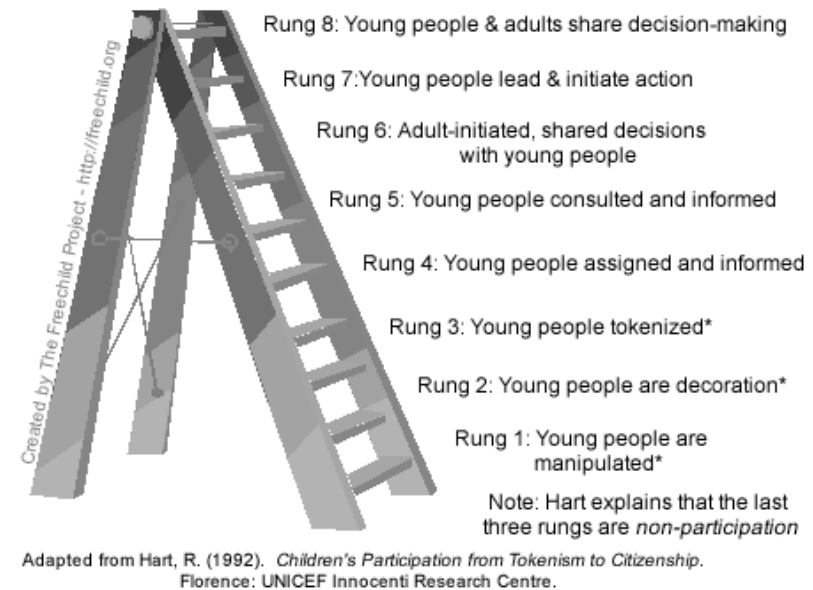 Rung 8: Young people & adults share decision-making
Rung 7:Young people lead & initiate action
Rung 6: Adult-initiated, shared decisions
with young people
Rung 5: Young people consulted and informed
Rung 4: Young people assigned and informed
Rung 3: Young people tokenized*
Rung 2: Young people are decoration*
Rung 1: Young people are
manipulated*
Note: Hart explains that the last
three rungs are non-participation
Created by The Freechild Project - http://freechild.org
Adapted from Hart, R. (1992). Children's Participation from Tokenism to Citizenship.
Florence: UNICEF Innocenti Research Centre.